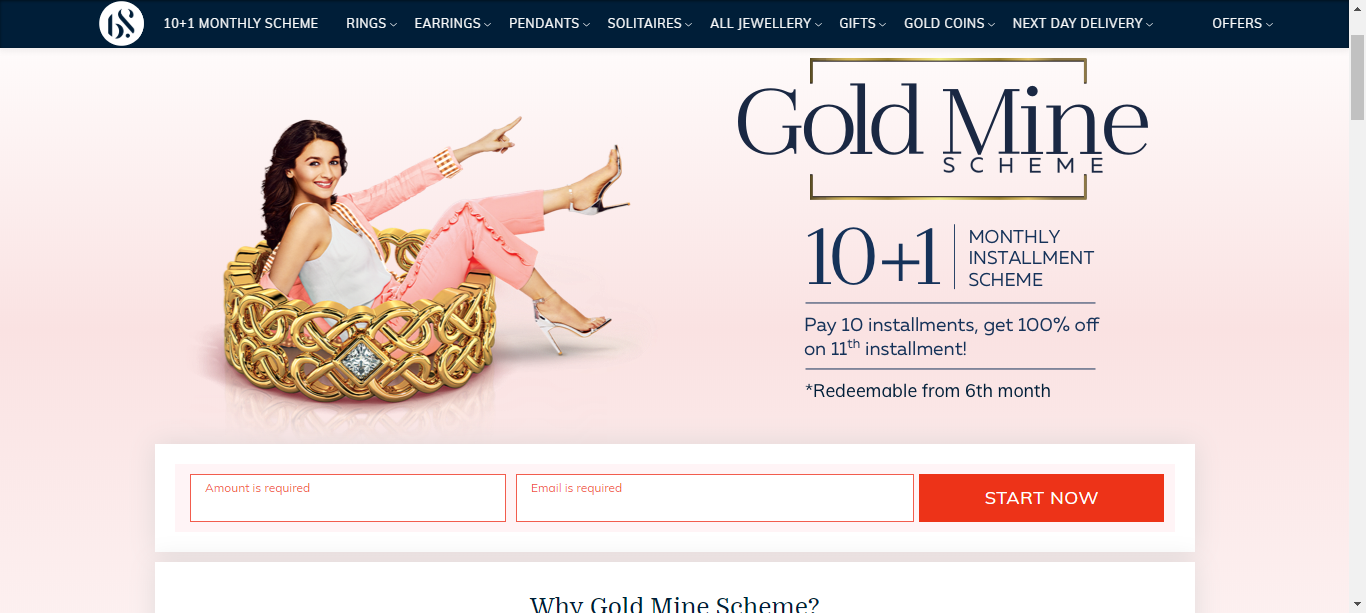 10+1 MONTHLY SCHEME RINGS EARRINGS PENDANTS SOLITAIRES ALL JEWELLERY GIFTS GOLD COINS NEXT DAY DELIVERY OFFERS
Gold Mine
SCHEME
10+1
MONTHLY
INSTALLMENT
SCHEME
Pay 10 installments, get 100% off
on 11th installment!
*Redeemable from 6th month
Amount is required Email is required START NOW
Why Gold Mine Scheme?